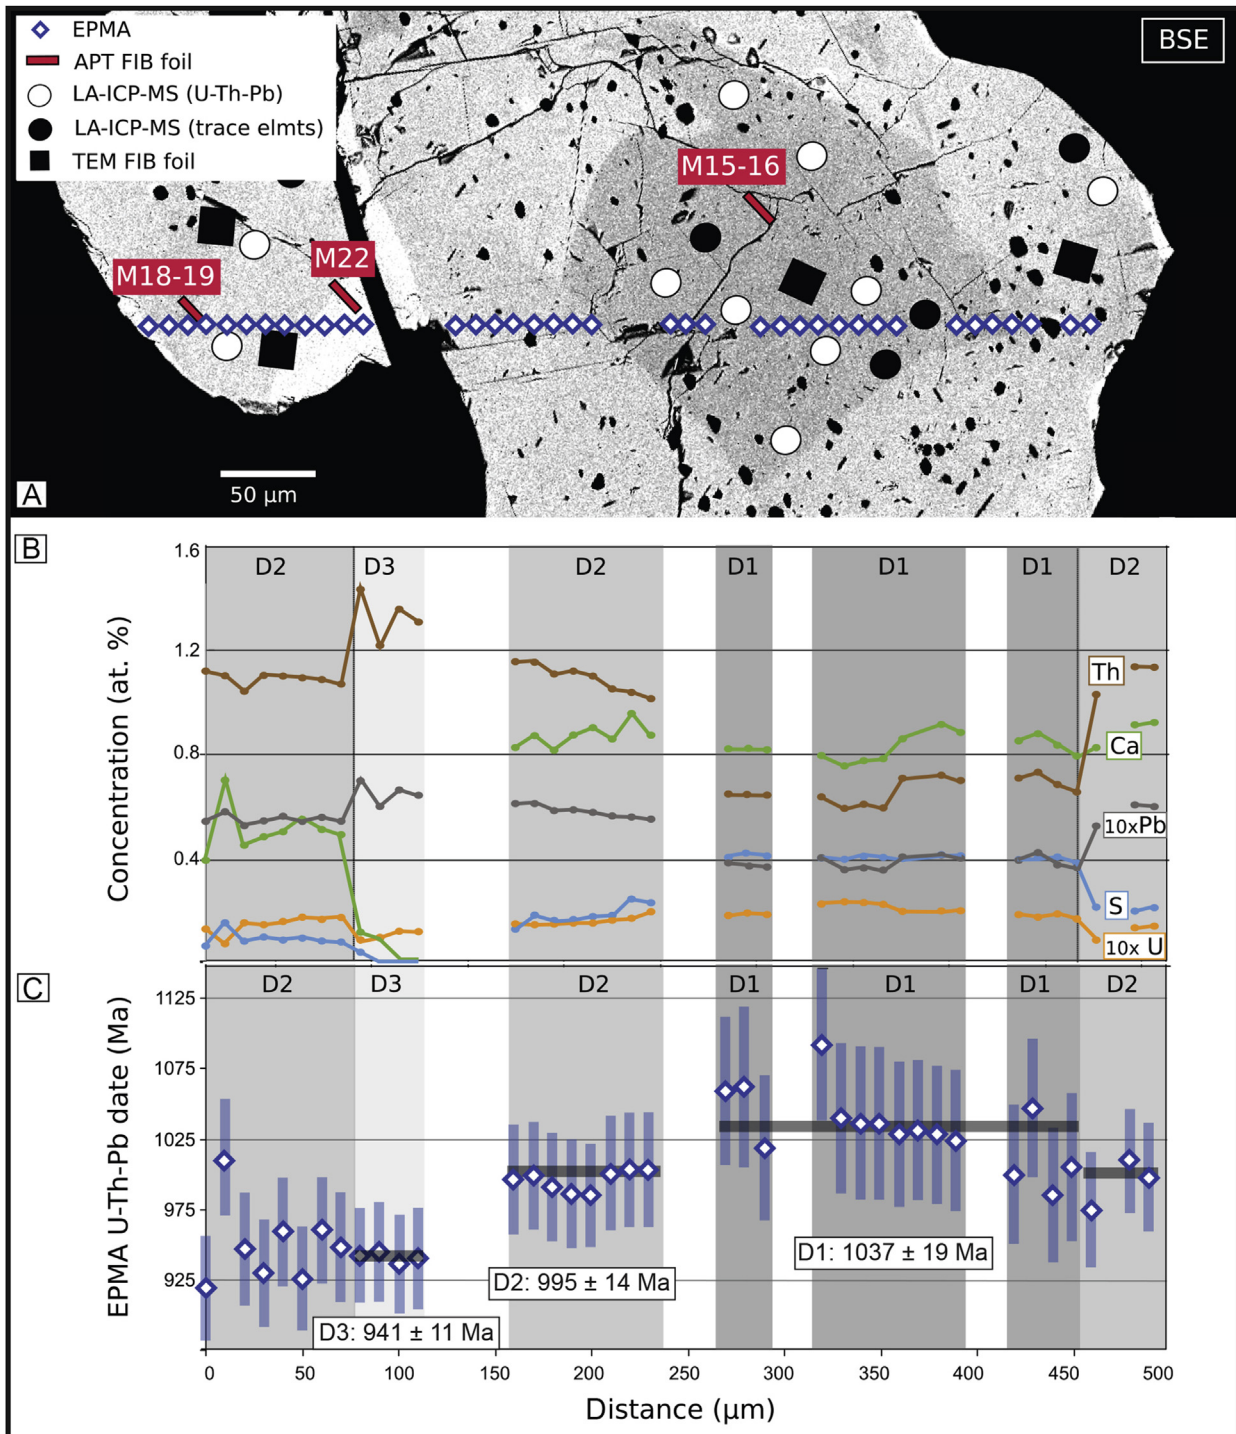 EPMA
APT FIB foil
LA-ICP-MS (U-Th-Pb)
LA-ICP-MS (trace elmts)
TEM FIB foil
BSE
M15-16
M22
M18-19
50 µm
A
B
1.6
1.2
0.8
0.4
Concentration (at. %)
D2
D3
D2
D1
D1
D1
D2
Th
Ca
10xPb
S
10x U
C
D2
D3
D2
D1
D1
D1
D2
1125
1075
1025
975
925
EPMA U-Th-Pb date (Ma)
D1: 1037 ± 19 Ma
D2: 995 ± 14 Ma
D3: 941 ± 11 Ma
0
50
100
150
200
250
300
350
400
450
500
Distance (µm)